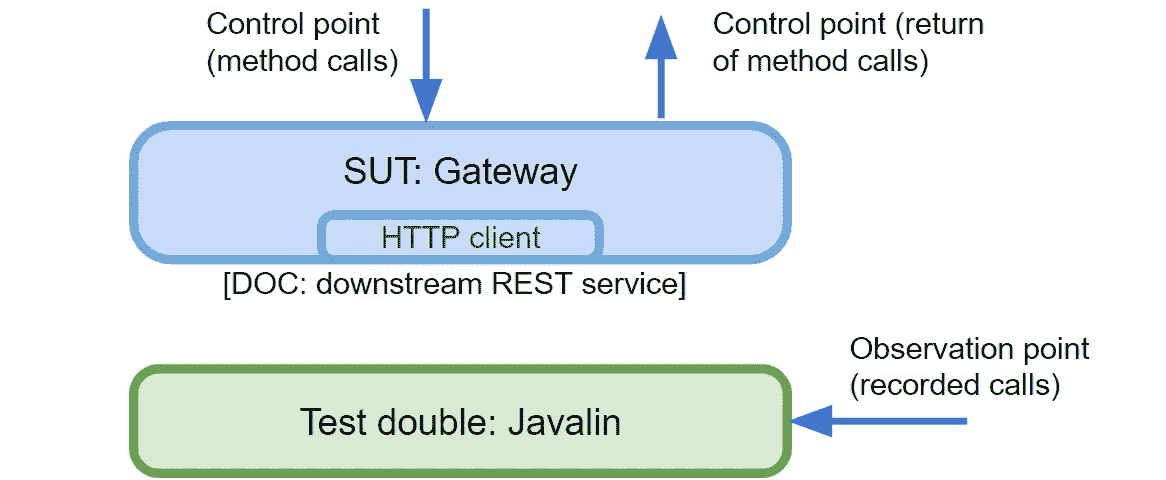 Control point
(method calls)
Control point (return
of method calls)
SUT: Gateway
HTTP client
[DOC: downstream REST service]
Observation point
(recorded calls)
Test double: Javalin